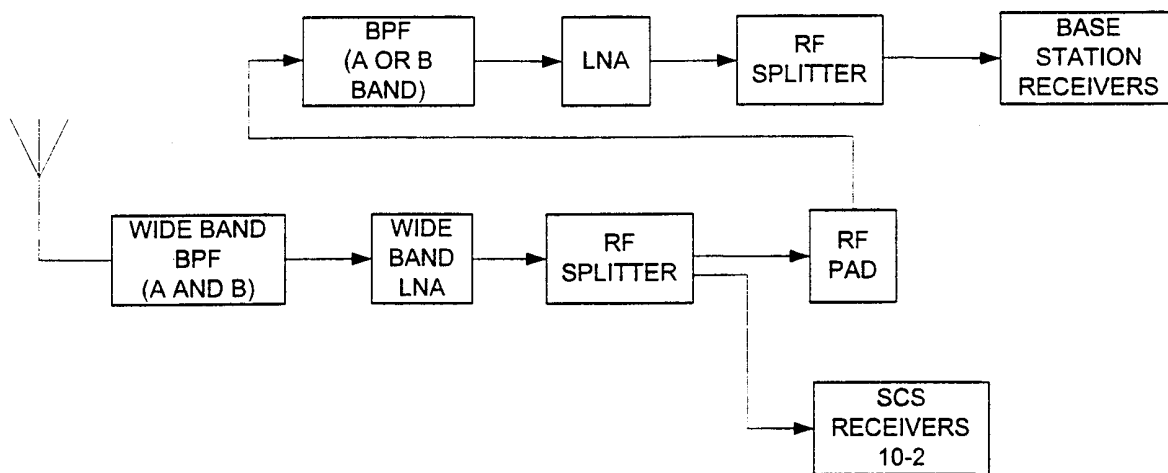 BPF
(A OR B
BAND)
LNA
RF
SPLITTER
BASE
STATION
RECEIVERS
WIDE BAND
BPF
(A AND B)
WIDE
BAND
LNA
RF
SPLITTER
RF
PAD
SCS
RECEIVERS
10-2